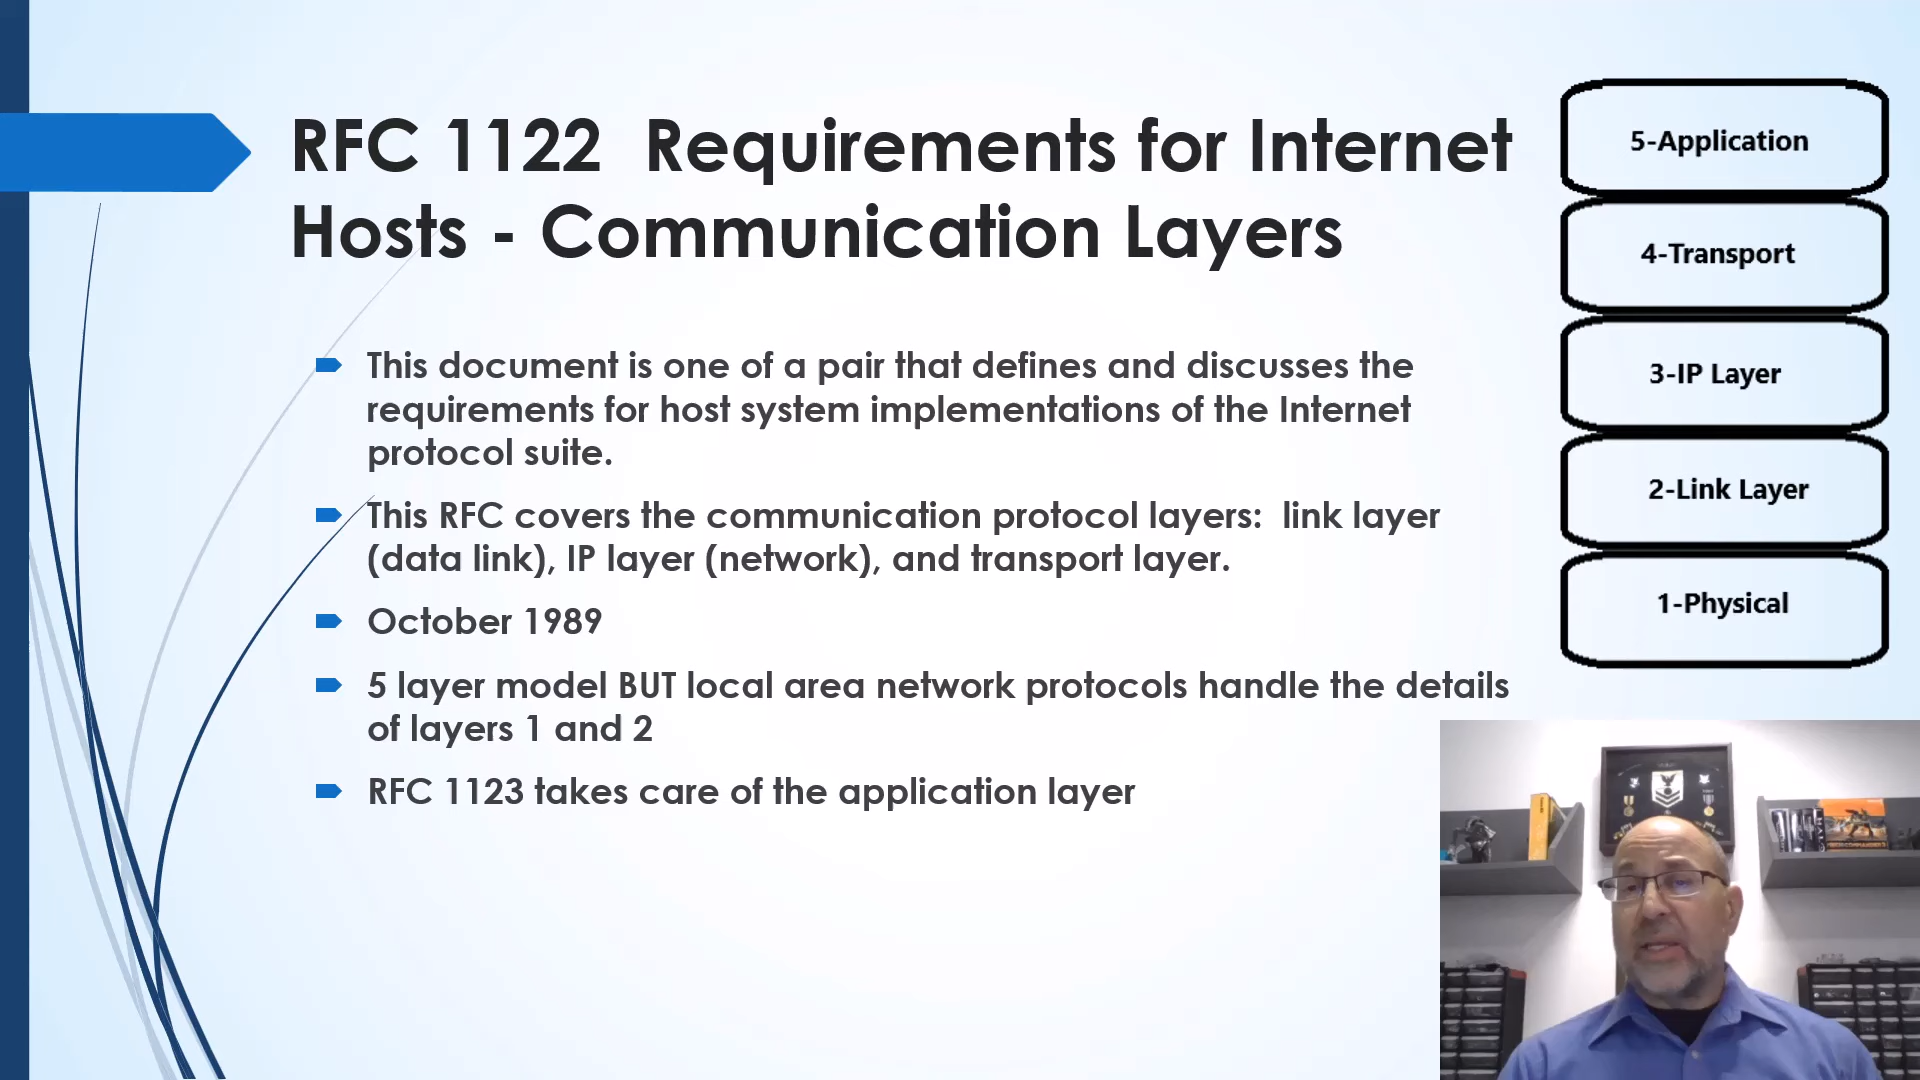 RFC 1122  Requirements for Internet
Hosts - Communication Layers
This document is one of a pair that defines and discusses the
requirements for host system implementations of the Internet
protocol suite.
This RFC covers the communication protocol layers:  link layer
(data link), IP layer (network), and transport layer.
October 1989
5 layer model BUT local area network protocols handle the details
of layers 1 and 2
RFC 1123 takes care of the application layer
5-Application
4-Transport
3-IP Layer
2-Link Layer
1-Physical